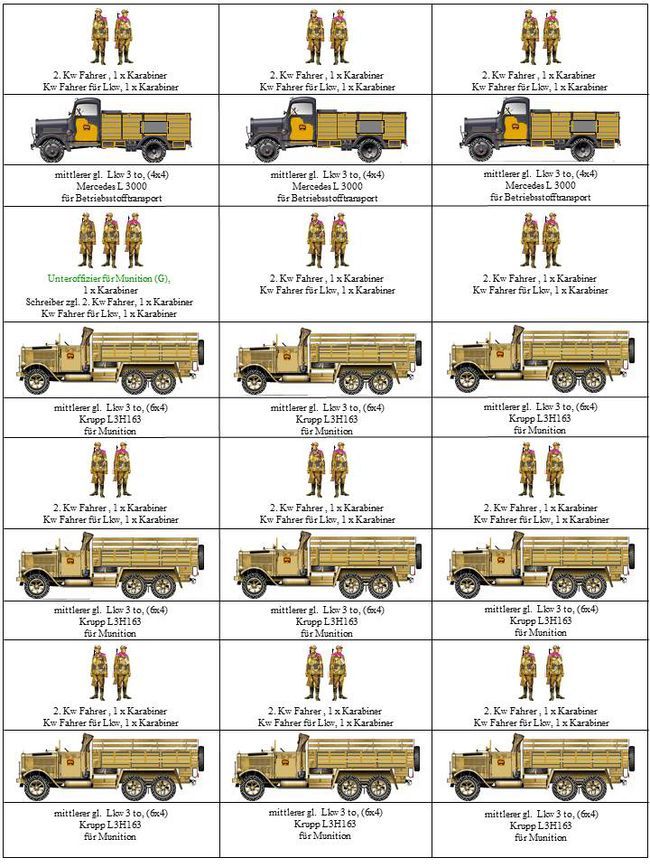 2. Kw Fahrer , 1 x Karabiner
Kw Fahrer für Lkw, 1 x Karabiner
2. Kw Fahrer , 1 x Karabiner
Kw Fahrer für Lkw, 1 x Karabiner
2. Kw Fahrer , 1 x Karabiner
Kw Fahrer für Lkw, 1 x Karabiner
mittlerer gl. Lkw 3 to, (4x4)
Mercedes L 3000
für Betriebsstofftransport
mittlerer gl. Lkw 3 to, (4x4)
Mercedes L 3000
für Betriebsstofftransport
mittlerer gl. Lkw 3 to, (4x4)
Mercedes L 3000
für Betriebsstofftransport
Unteroffizier für Munition (G),
1 x Karabiner
Schreiber zgl. 2. Kw Fahrer, 1 x Karabiner
Kw Fahrer für Lkw, 1 x Karabiner
2. Kw Fahrer , 1 x Karabiner
Kw Fahrer für Lkw, 1 x Karabiner
2. Kw Fahrer , 1 x Karabiner
Kw Fahrer für Lkw, 1 x Karabiner
mittlerer gl. Lkw 3 to, (6x4)
Krupp L3H163
für Munition
mittlerer gl. Lkw 3 to, (6x4)
Krupp L3H163
für Munition
mittlerer gl. Lkw 3 to, (6x4)
Krupp L3H163
für Munition
2. Kw Fahrer , 1 x Karabiner
Kw Fahrer für Lkw, 1 x Karabiner
2. Kw Fahrer , 1 x Karabiner
Kw Fahrer für Lkw, 1 x Karabiner
2. Kw Fahrer , 1 x Karabiner
Kw Fahrer für Lkw, 1 x Karabiner
mittlerer gl. Lkw 3 to, (6x4)
Krupp L3H163
für Munition
mittlerer gl. Lkw 3 to, (6x4)
Krupp L3H163
für Munition
mittlerer gl. Lkw 3 to, (6x4)
Krupp L3H163
für Munition
2. Kw Fahrer , 1 x Karabiner
Kw Fahrer für Lkw, 1 x Karabiner
2. Kw Fahrer , 1 x Karabiner
Kw Fahrer für Lkw, 1 x Karabiner
2. Kw Fahrer , 1 x Karabiner
Kw Fahrer für Lkw, 1 x Karabiner
mittlerer gl. Lkw 3 to, (6x4)
Krupp L3H163
für Munition
mittlerer gl. Lkw 3 to, (6x4)
Krupp L3H163
für Munition
mittlerer gl. Lkw 3 to, (6x4)
Krupp L3H163
für Munition